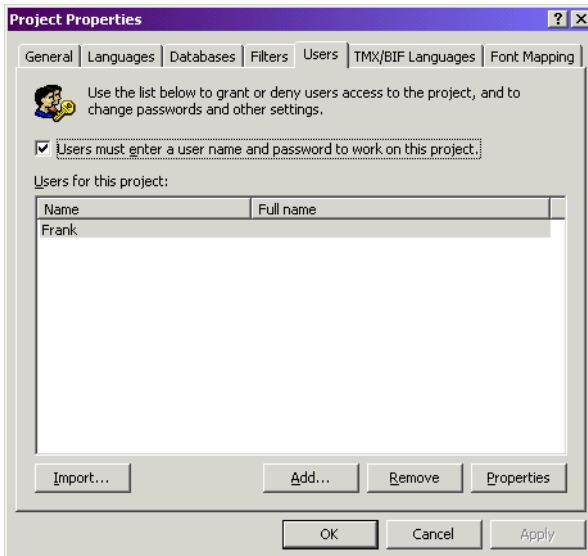 Project Properties
General Languages Databases Filters Users TMX/BIF Languages Font Mapping
Use the list below to grant or deny users access to the project, and to
change passwords and other settings.
Users must enter a user name and password to work on this project.
Users for this project:
Name Full name
Frank
Import... Add... Remove Properties
OK Cancel Apply